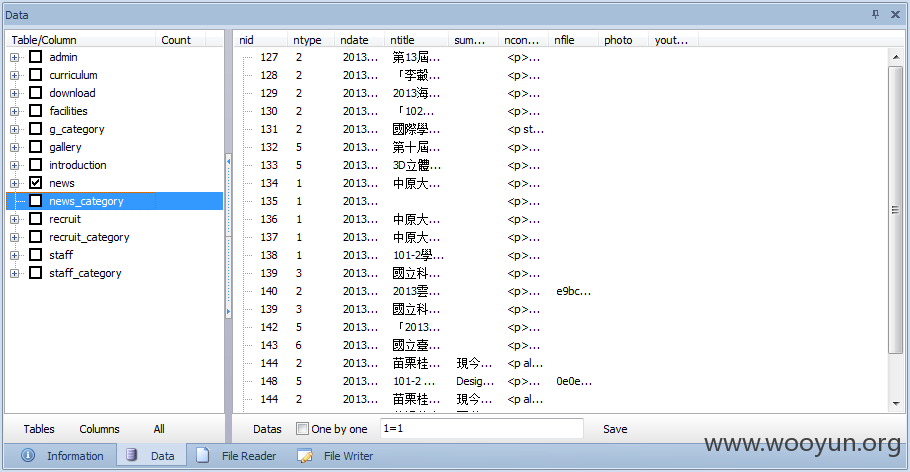 Data
Table/Column Count
admin
curriculum
download
facilities
g_category
gallery
introduction
news
news_category
recruit
recruit_category
staff
staff_category
nid ntype ndate ntitle sum... ncon... nfile photo yout...
127 2 2013... 第13屆... <p>...
128 2 2013... 「李轂... <p>...
129 2 2013... 2013海... <p>...
130 2 2013... 「102... <p>...
131 2 2013... 國際學... <p st...
132 5 2013... 第十屆... <p>...
133 5 2013... 3D立體... <p>...
134 1 2013... 中原大... <p>...
135 1 2013... <p>...
136 1 2013... 中原大... <p>...
137 1 2013... 中原大... <p>...
138 1 2013... 101-2學... <p>...
139 3 2013... 國立科... <p>...
140 2 2013... 2013雲... <p>... e9bc...
139 3 2013... 國立科... <p>...
142 5 2013... 「2013... <p>...
143 6 2013... 國立臺... <p>...
144 2 2013... 苗栗桂... 現今... <p al...
148 5 2013... 101-2 ... Desig... <p>... 0e0e...
144 2 2013... 苗栗桂... 現今... <p al...
Tables Columns All
Datas One by one 1=1 Save
Information Data File Reader File Writer
www.wooyun.org